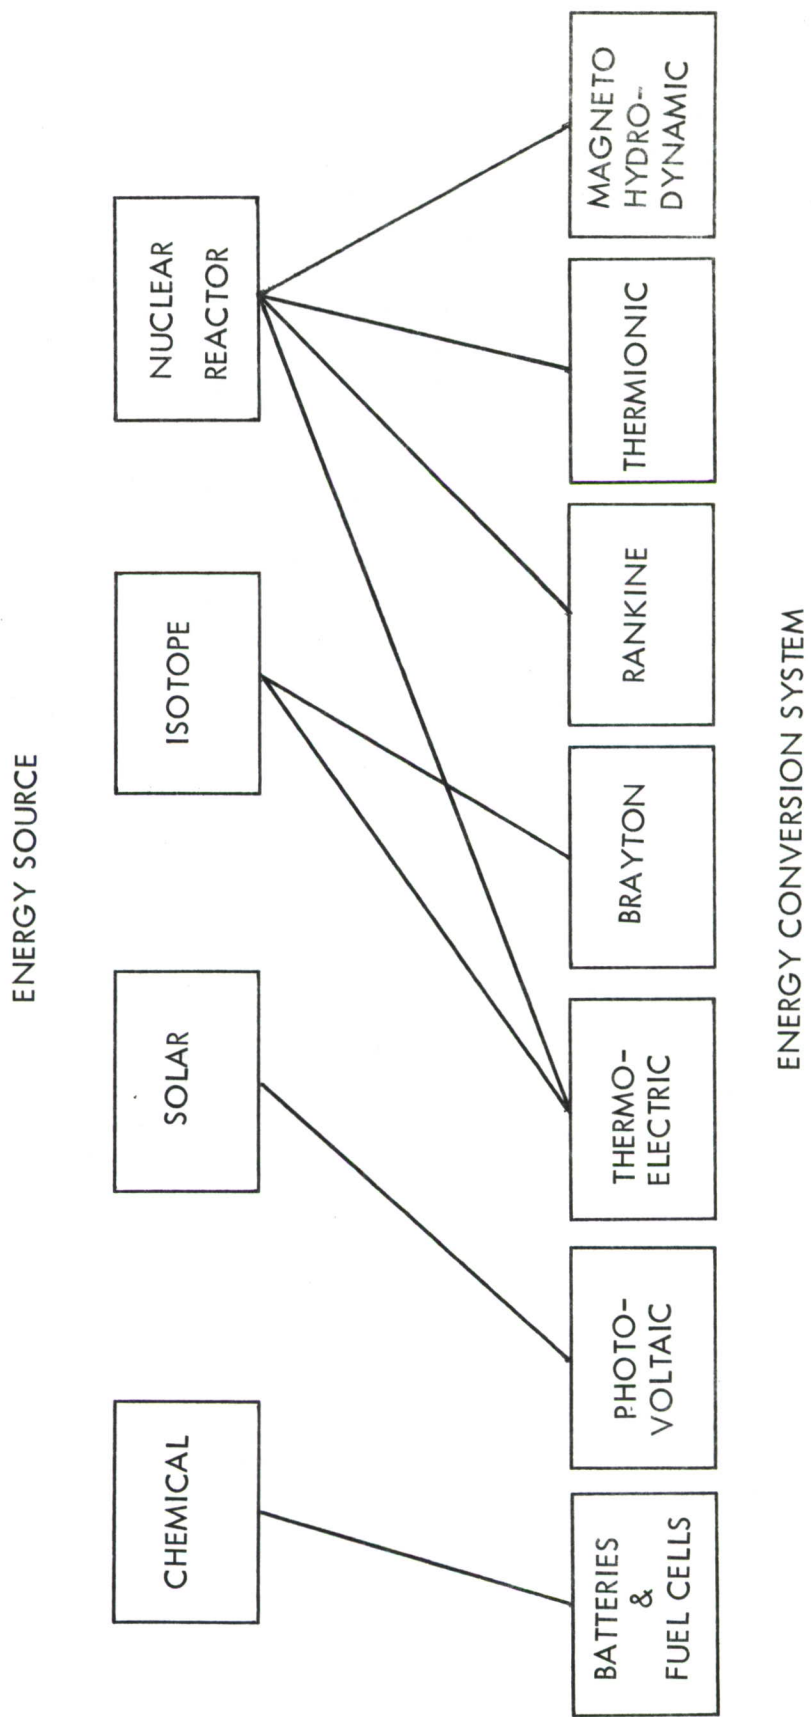 ENERGY SOURCE
CHEMICAL
SOLAR
ISOTOPE
NUCLEAR
REACTOR
BATTERIES
&
FUEL CELLS
PHOTO-
VOLTAIC
THERMO-
ELECTRIC
BRAYTON
RANKINE
THERMIONIC
MAGNETO
HYDRO-
DYNAMIC
ENERGY CONVERSION SYSTEM